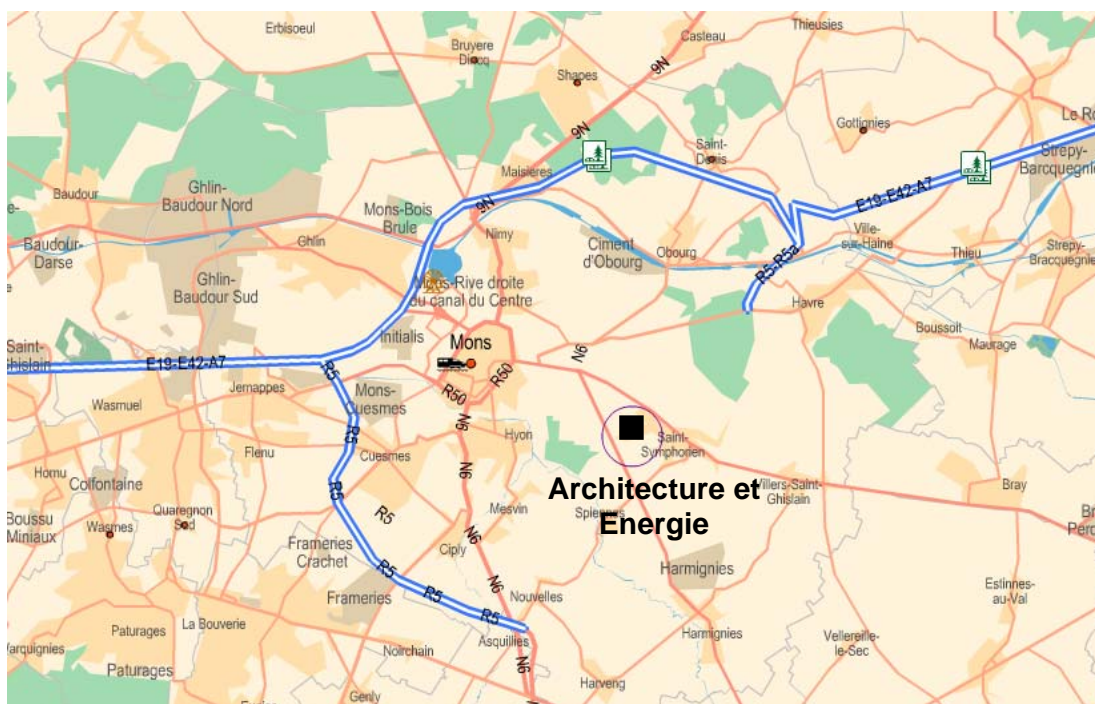 Erbisoeul
Thieusies
Casteau
Bruyere
Dircq
Shapes
9N
Le Ro
Gottignies
9N
Saint-
Denis
Strepy-
Barcquegnie
Maisieres
Baudour
Ghlin-
Baudour Nord
E19-E42-A7
Mons-Bois
Brule
9N
Nimy
Ville-
sur-Haine
Baudour-
Darse
Ghlin
Ciment
d'Obourg
Obourg
Thieu
Strepy-
Bracquegnie
R5-R5a
Ghlin-
Baudour Sud
Mons-Rive droite
du canal du Centre
Havre
Boussoit
Maurage
Initialis
Saint-
Ghislain
E19-E42-A7
Mons
N6
R5
R50
Jemappes
Mons-
Cuesmes
R50
Wasmuel
N6
Hyon
R5
Saint-
Symphorien
Flenu
Cuesmes
N6
Hornu
Colfontaine
R5
Architecture et
Energie
Villers-Saint-
Ghislain
Bray
Quaregnon
Sud
Mesvin
Spiennes
Boussu
Miniaux
Wasmes
R5
N6
Frameries
Crachet
Ciply
R5
Harmignies
R5
N6
Frameries
Nouvelles
Estinnes-
au-Val
R5
La Bouverie
Paturages
Asquillies
Harmignies
Vellereille-
le-Sec
Noirchain
N6
Paturages
Harveng
Genly